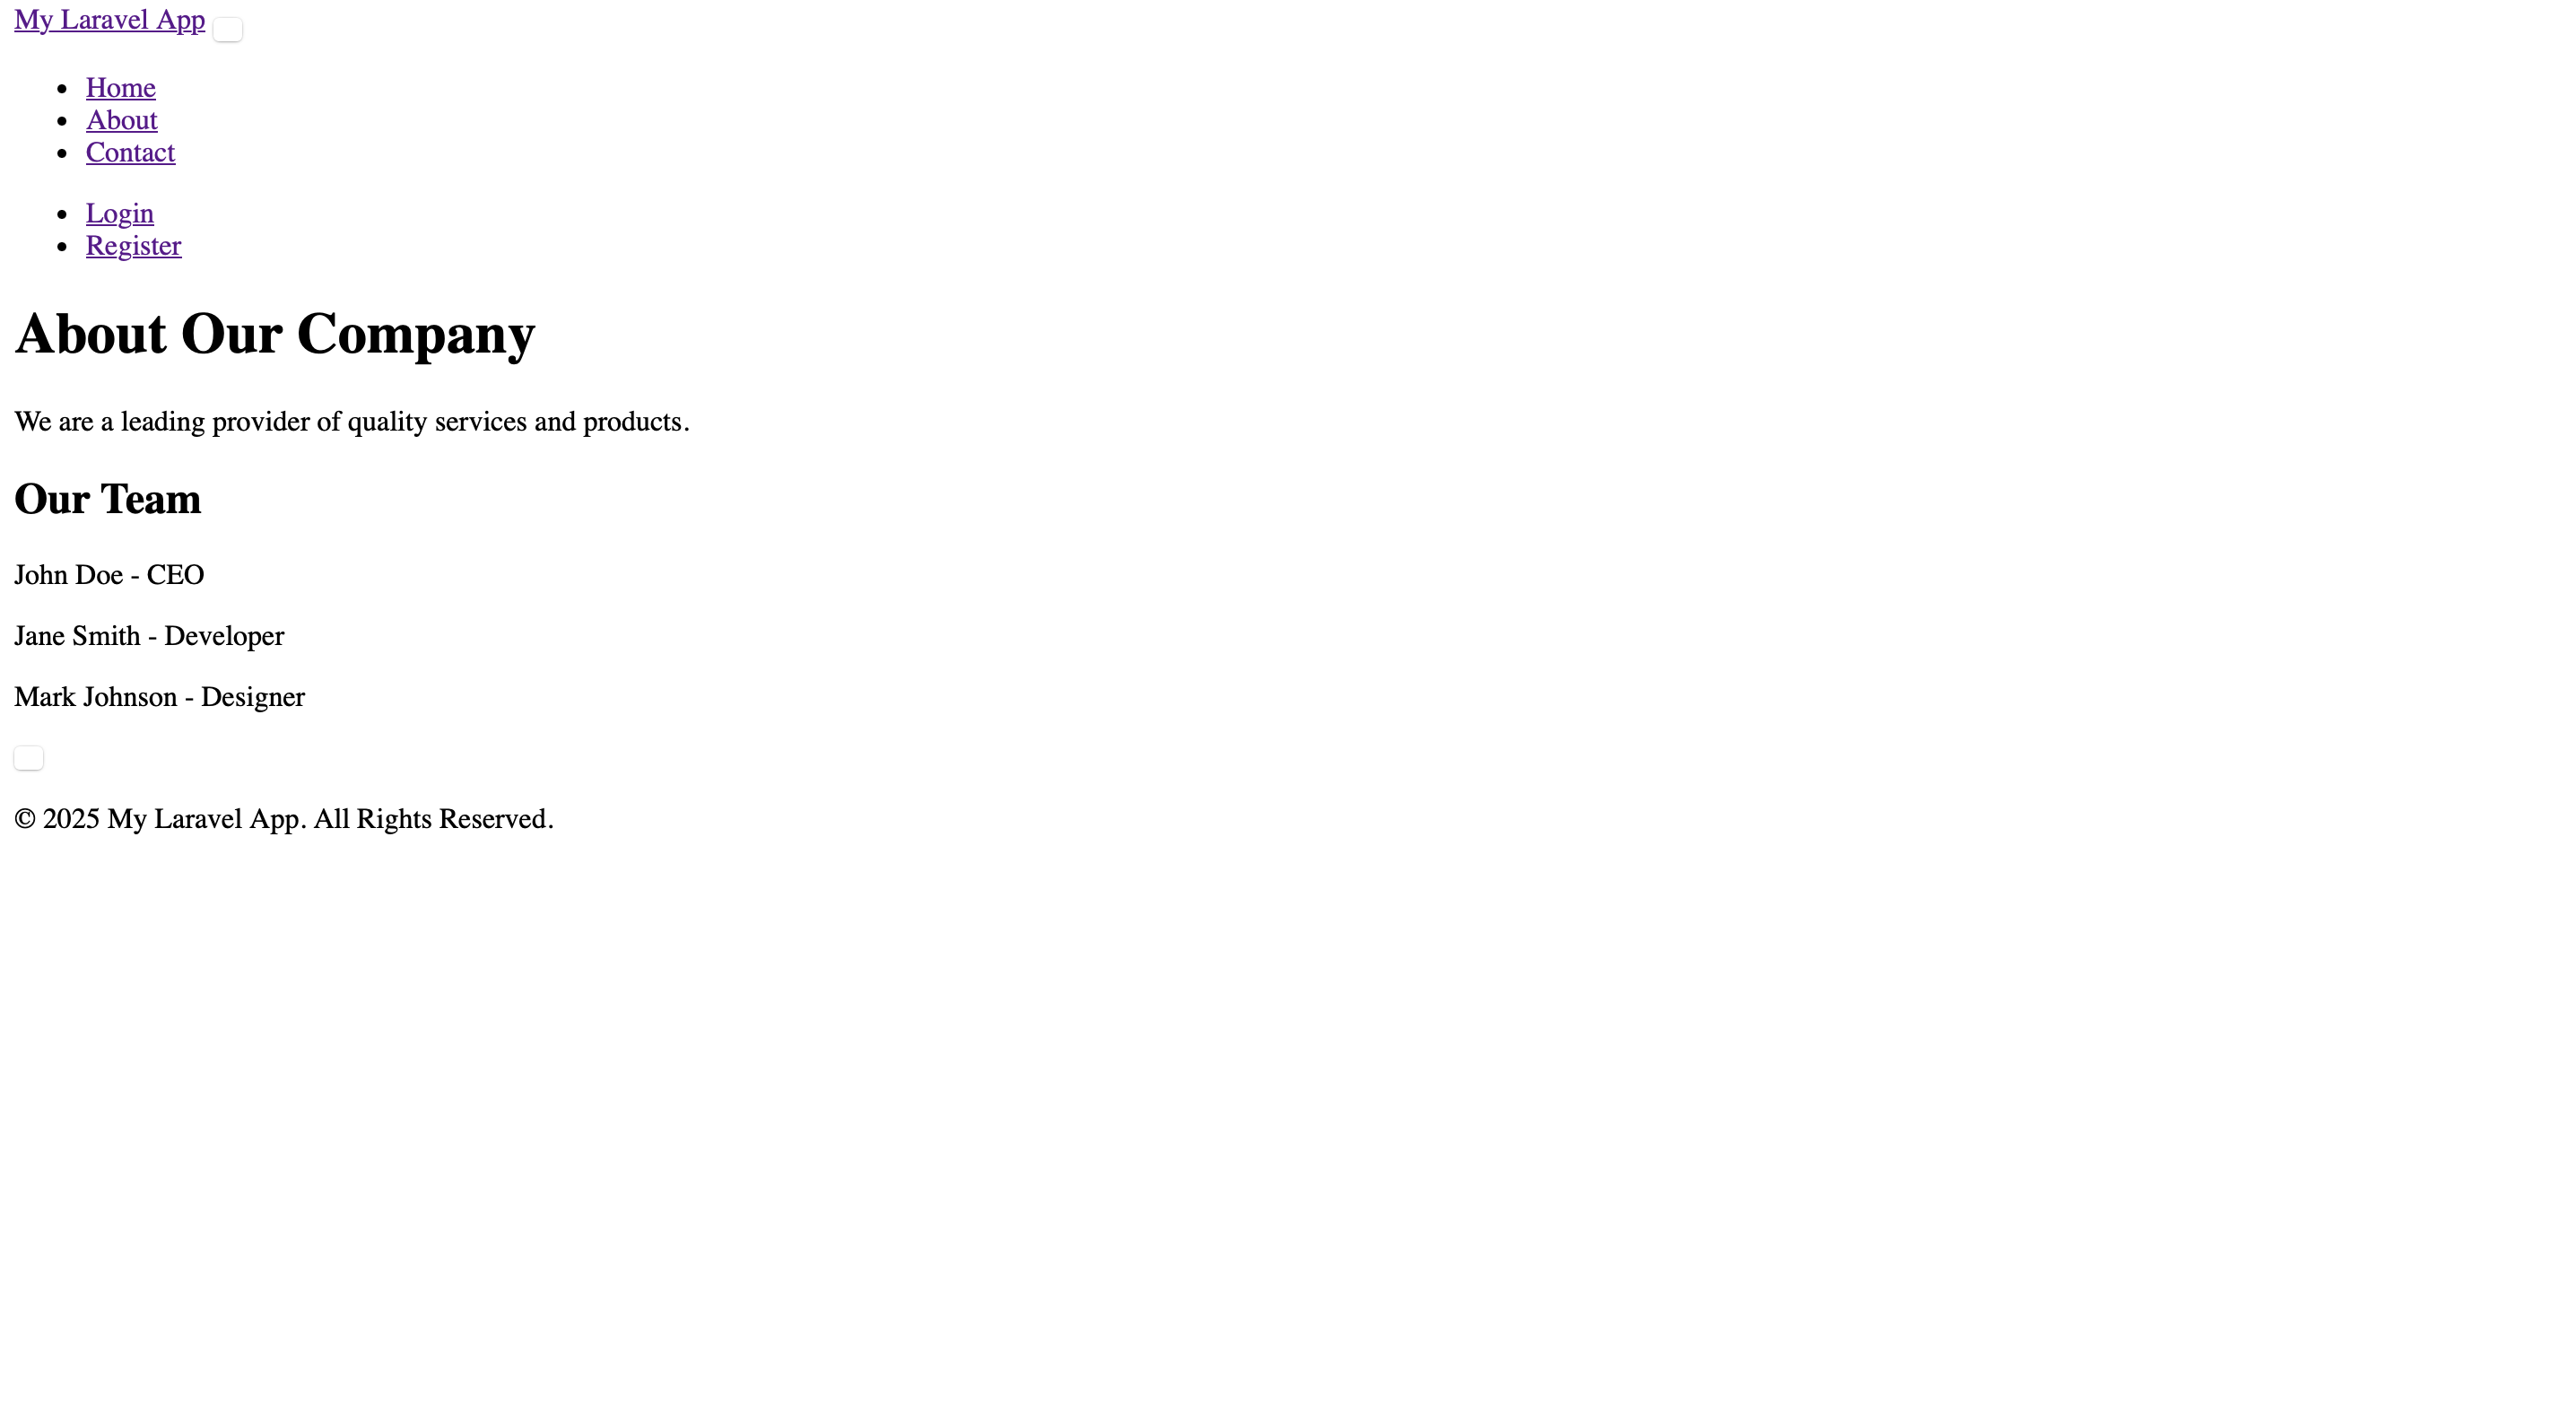 My Laravel App
Home
About
Contact
Login
Register
About Our Company
We are a leading provider of quality services and products.
Our Team
John Doe - CEO
Jane Smith - Developer
Mark Johnson - Designer
© 2025 My Laravel App. All Rights Reserved.